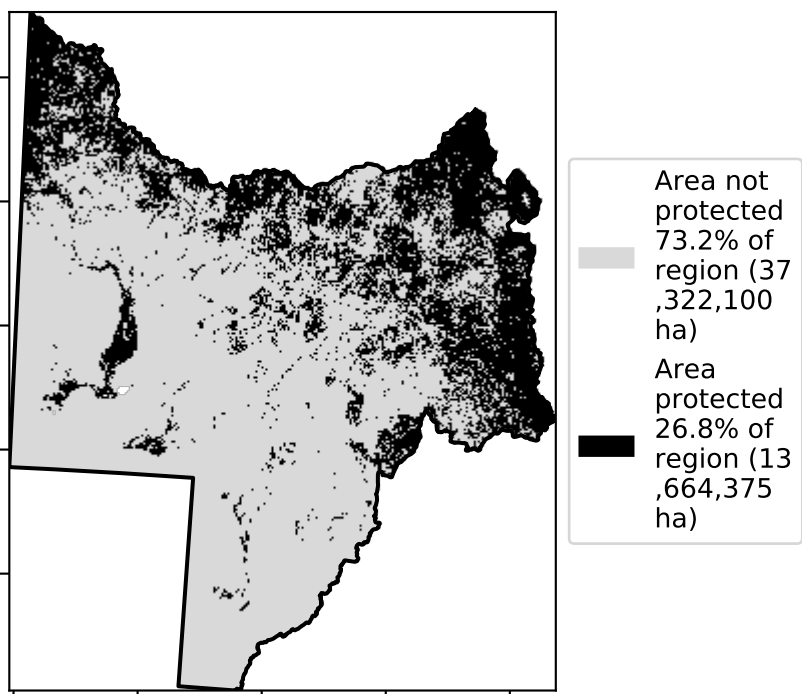 Area not
protected
73.2% of
region (37
,322,100
ha)
Area
protected
26.8% of
region (13
,664,375
ha)